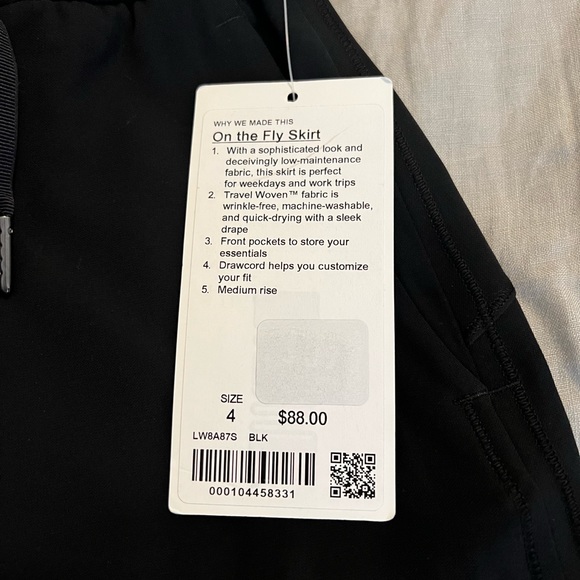 WHY WE MADE THIS
On the Fly Skirt
1. With a sophisticated look and
deceivingly low-maintenance
fabric, this skirt is perfect
for weekdays and work trips
2. Travel Woven™ fabric is
wrinkle-free, machine-washable,
and quick-drying with a sleek
drape
3. Front pockets to store your
essentials
4. Drawcord helps you customize
your fit
5. Medium rise
SIZE
4 $88.00
LW8A87S BLK
000104458331